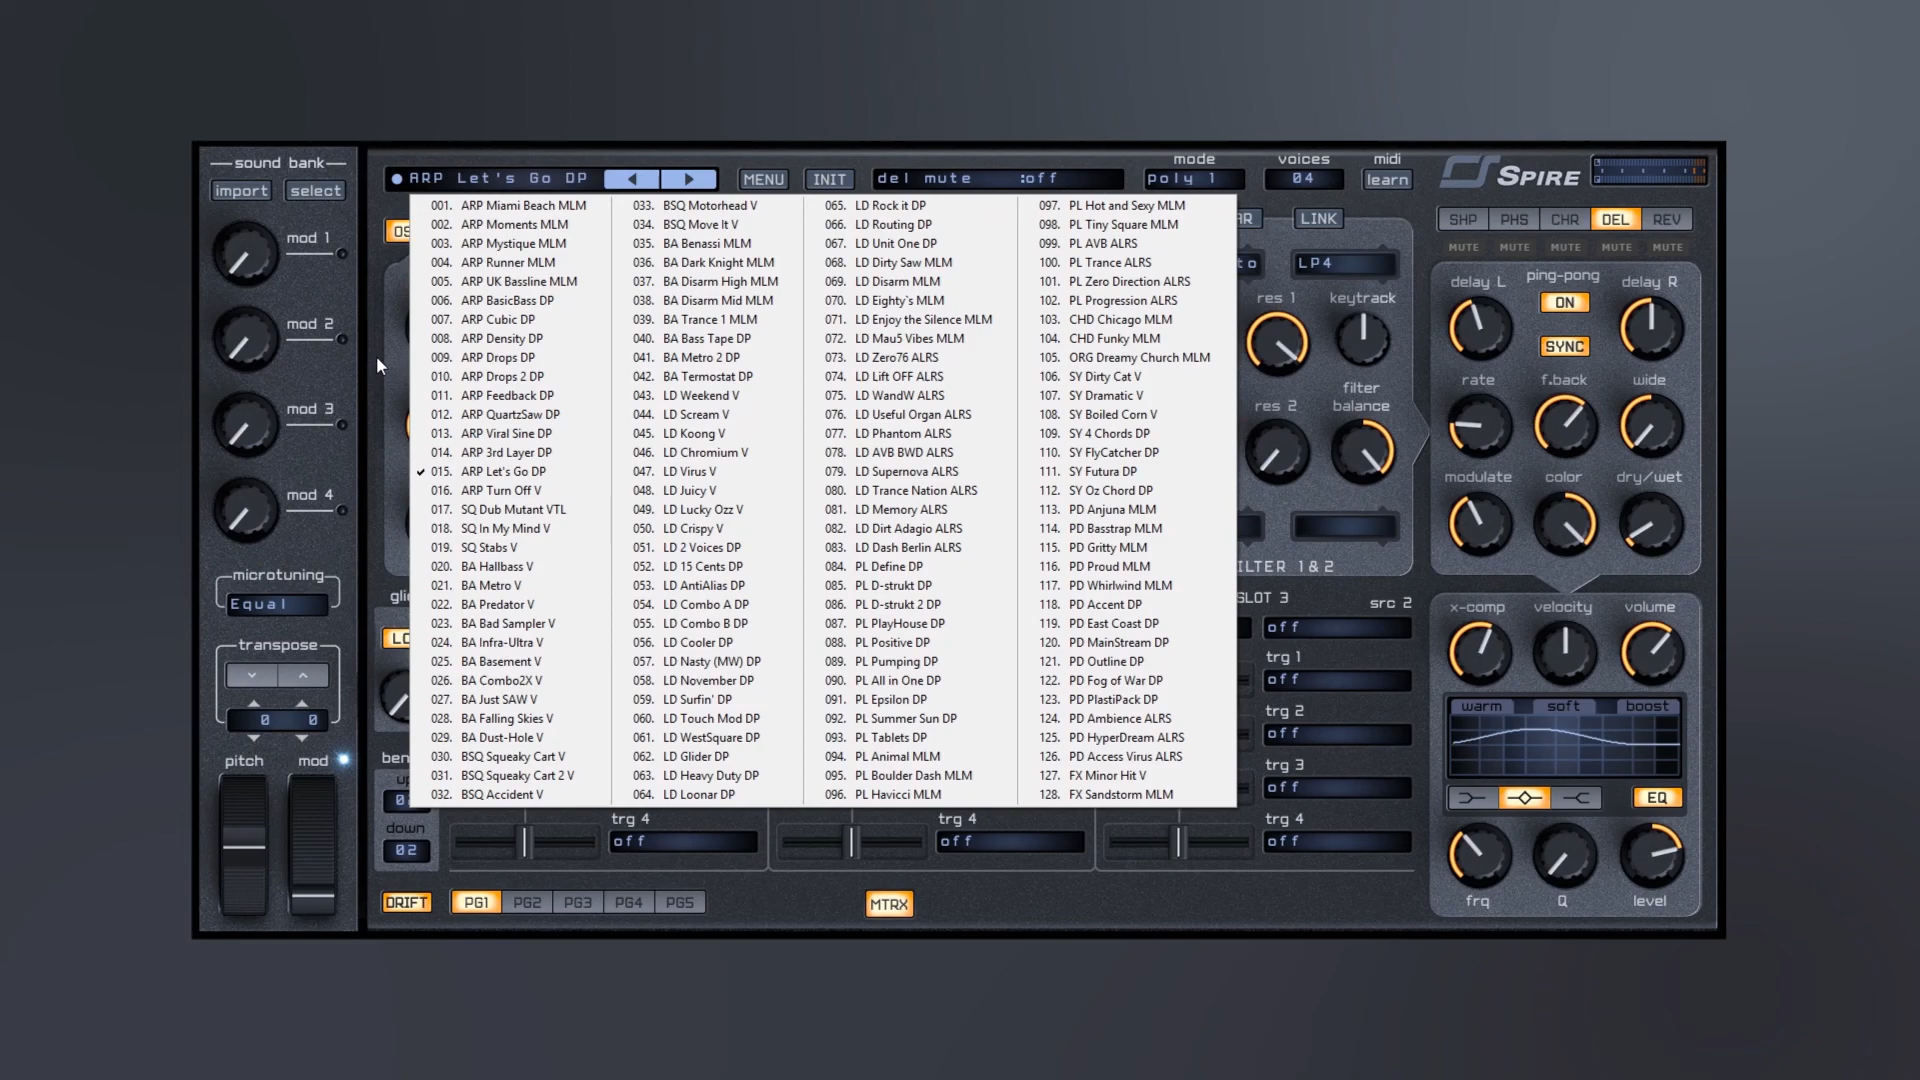 sound bank
import select
mod 1
mod 2
mod 3
mod 4
microtuning
Equal
transpose
0 0
pitch mod
ARP Let's Go DP
MENU INIT
del mute :off
mode
poly 1
voices
04
midi
learn
SPIRE
001. ARP Miami Beach MLM
002. ARP Moments MLM
003. ARP Mystique MLM
004. ARP Runner MLM
005. ARP UK Bassline MLM
006. ARP BasicBass DP
007. ARP Cubic DP
008. ARP Density DP
009. ARP Drops DP
010. ARP Drops 2 DP
011. ARP Feedback DP
012. ARP QuartzSaw DP
013. ARP Viral Sine DP
014. ARP 3rd Layer DP
015. ARP Let's Go DP
016. ARP Turn Off V
017. SQ Dub Mutant VTL
018. SQ In My Mind V
019. SQ Stabs V
020. BA Hallbass V
021. BA Metro V
022. BA Predator V
023. BA Bad Sampler V
024. BA Infra-Ultra V
025. BA Basement V
026. BA Combo2X V
027. BA Just SAW V
028. BA Falling Skies V
029. BA Dust-Hole V
030. BSQ Squeaky Cart V
031. BSQ Squeaky Cart 2 V
032. BSQ Accident V
033. BSQ Motorhead V
034. BSQ Move It V
035. BA Benassi MLM
036. BA Dark Knight MLM
037. BA Disarm High MLM
038. BA Disarm Mid MLM
039. BA Trance 1 MLM
040. BA Bass Tape DP
041. BA Metro 2 DP
042. BA Termostat DP
043. LD Weekend V
044. LD Scream V
045. LD Koong V
046. LD Chromium V
047. LD Virus V
048. LD Juicy V
049. LD Lucky Ozz V
050. LD Crispy V
051. LD 2 Voices DP
052. LD 15 Cents DP
053. LD AntiAlias DP
054. LD Combo A DP
055. LD Combo B DP
056. LD Cooler DP
057. LD Nasty (MW) DP
058. LD November DP
059. LD Surfin' DP
060. LD Touch Mod DP
061. LD WestSquare DP
062. LD Glider DP
063. LD Heavy Duty DP
064. LD Loonar DP
065. LD Rock it DP
066. LD Routing DP
067. LD Unit One DP
068. LD Dirty Saw MLM
069. LD Disarm MLM
070. LD Eighty`s MLM
071. LD Enjoy the Silence MLM
072. LD Mau5 Vibes MLM
073. LD Zero76 ALRS
074. LD Lift OFF ALRS
075. LD WandW ALRS
076. LD Useful Organ ALRS
077. LD Phantom ALRS
078. LD AVB BWD ALRS
079. LD Supernova ALRS
080. LD Trance Nation ALRS
081. LD Memory ALRS
082. LD Dirt Adagio ALRS
083. LD Dash Berlin ALRS
084. PL Define DP
085. PL D-strukt DP
086. PL D-strukt 2 DP
087. PL PlayHouse DP
088. PL Positive DP
089. PL Pumping DP
090. PL All in One DP
091. PL Epsilon DP
092. PL Summer Sun DP
093. PL Tablets DP
094. PL Animal MLM
095. PL Boulder Dash MLM
096. PL Havicci MLM
097. PL Hot and Sexy MLM
098. PL Tiny Square MLM
099. PL AVB ALRS
100. PL Trance ALRS
101. PL Zero Direction ALRS
102. PL Progression ALRS
103. CHD Chicago MLM
104. CHD Funky MLM
105. ORG Dreamy Church MLM
106. SY Dirty Cat V
107. SY Dramatic V
108. SY Boiled Corn V
109. SY 4 Chords DP
110. SY FlyCatcher DP
111. SY Futura DP
112. SY Oz Chord DP
113. PD Anjuna MLM
114. PD Basstrap MLM
115. PD Gritty MLM
116. PD Proud MLM
117. PD Whirlwind MLM
118. PD Accent DP
119. PD East Coast DP
120. PD MainStream DP
121. PD Outline DP
122. PD Fog of War DP
123. PD PlastiPack DP
124. PD Ambience ALRS
125. PD HyperDream ALRS
126. PD Access Virus ALRS
127. FX Minor Hit V
128. FX Sandstorm MLM
LINK
LP4
res 1 keytrack
res 2 filter balance
ILTER 1&2
SLOT 3
src 2
off
trg 1
off
trg 2
off
trg 3
off
trg 4
off
trg 4
off
trg 4
off
down
02
DRIFT PG1 PG2 PG3 PG4 PG5 MTRX
SHP PHS CHR DEL REV
MUTE MUTE MUTE MUTE MUTE
delay L ping-pong delay R
ON
SYNC
rate f.back wide
modulate color dry/wet
x-comp velocity volume
warm soft boost
EQ
frq Q level